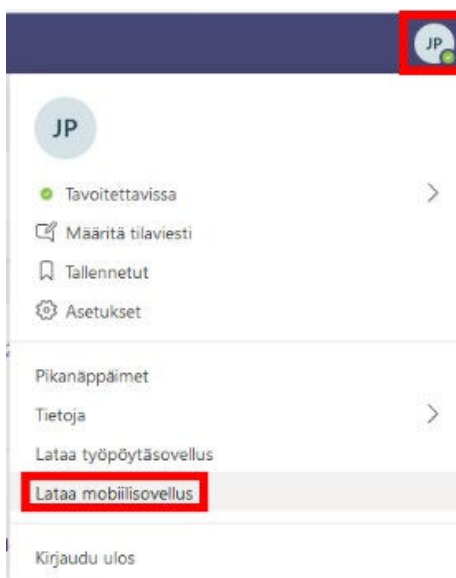 JP
JP
Tavoitettavissa
Määritä tilaviesti
Tallennetut
Asetukset
Pikanäppäimet
Tietoja
Lataa työpöytäsovellus
Lataa mobiilisovellus
Kirjaudu ulos